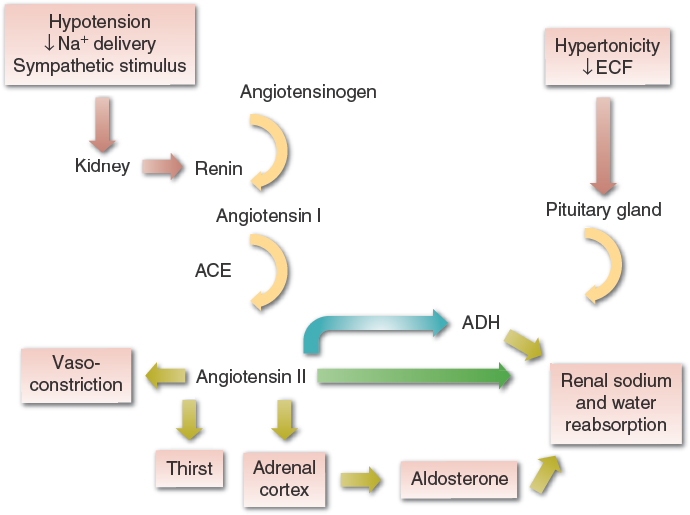 Hypotension
↓Na⁺ delivery
Sympathetic stimulus
Hypertonicity
↓ECF
Angiotensinogen
Kidney
Renin
Angiotensin I
Pituitary gland
ACE
ADH
Vaso-
constriction
Angiotensin II
Renal sodium
and water
reabsorption
Thirst
Adrenal
cortex
Aldosterone